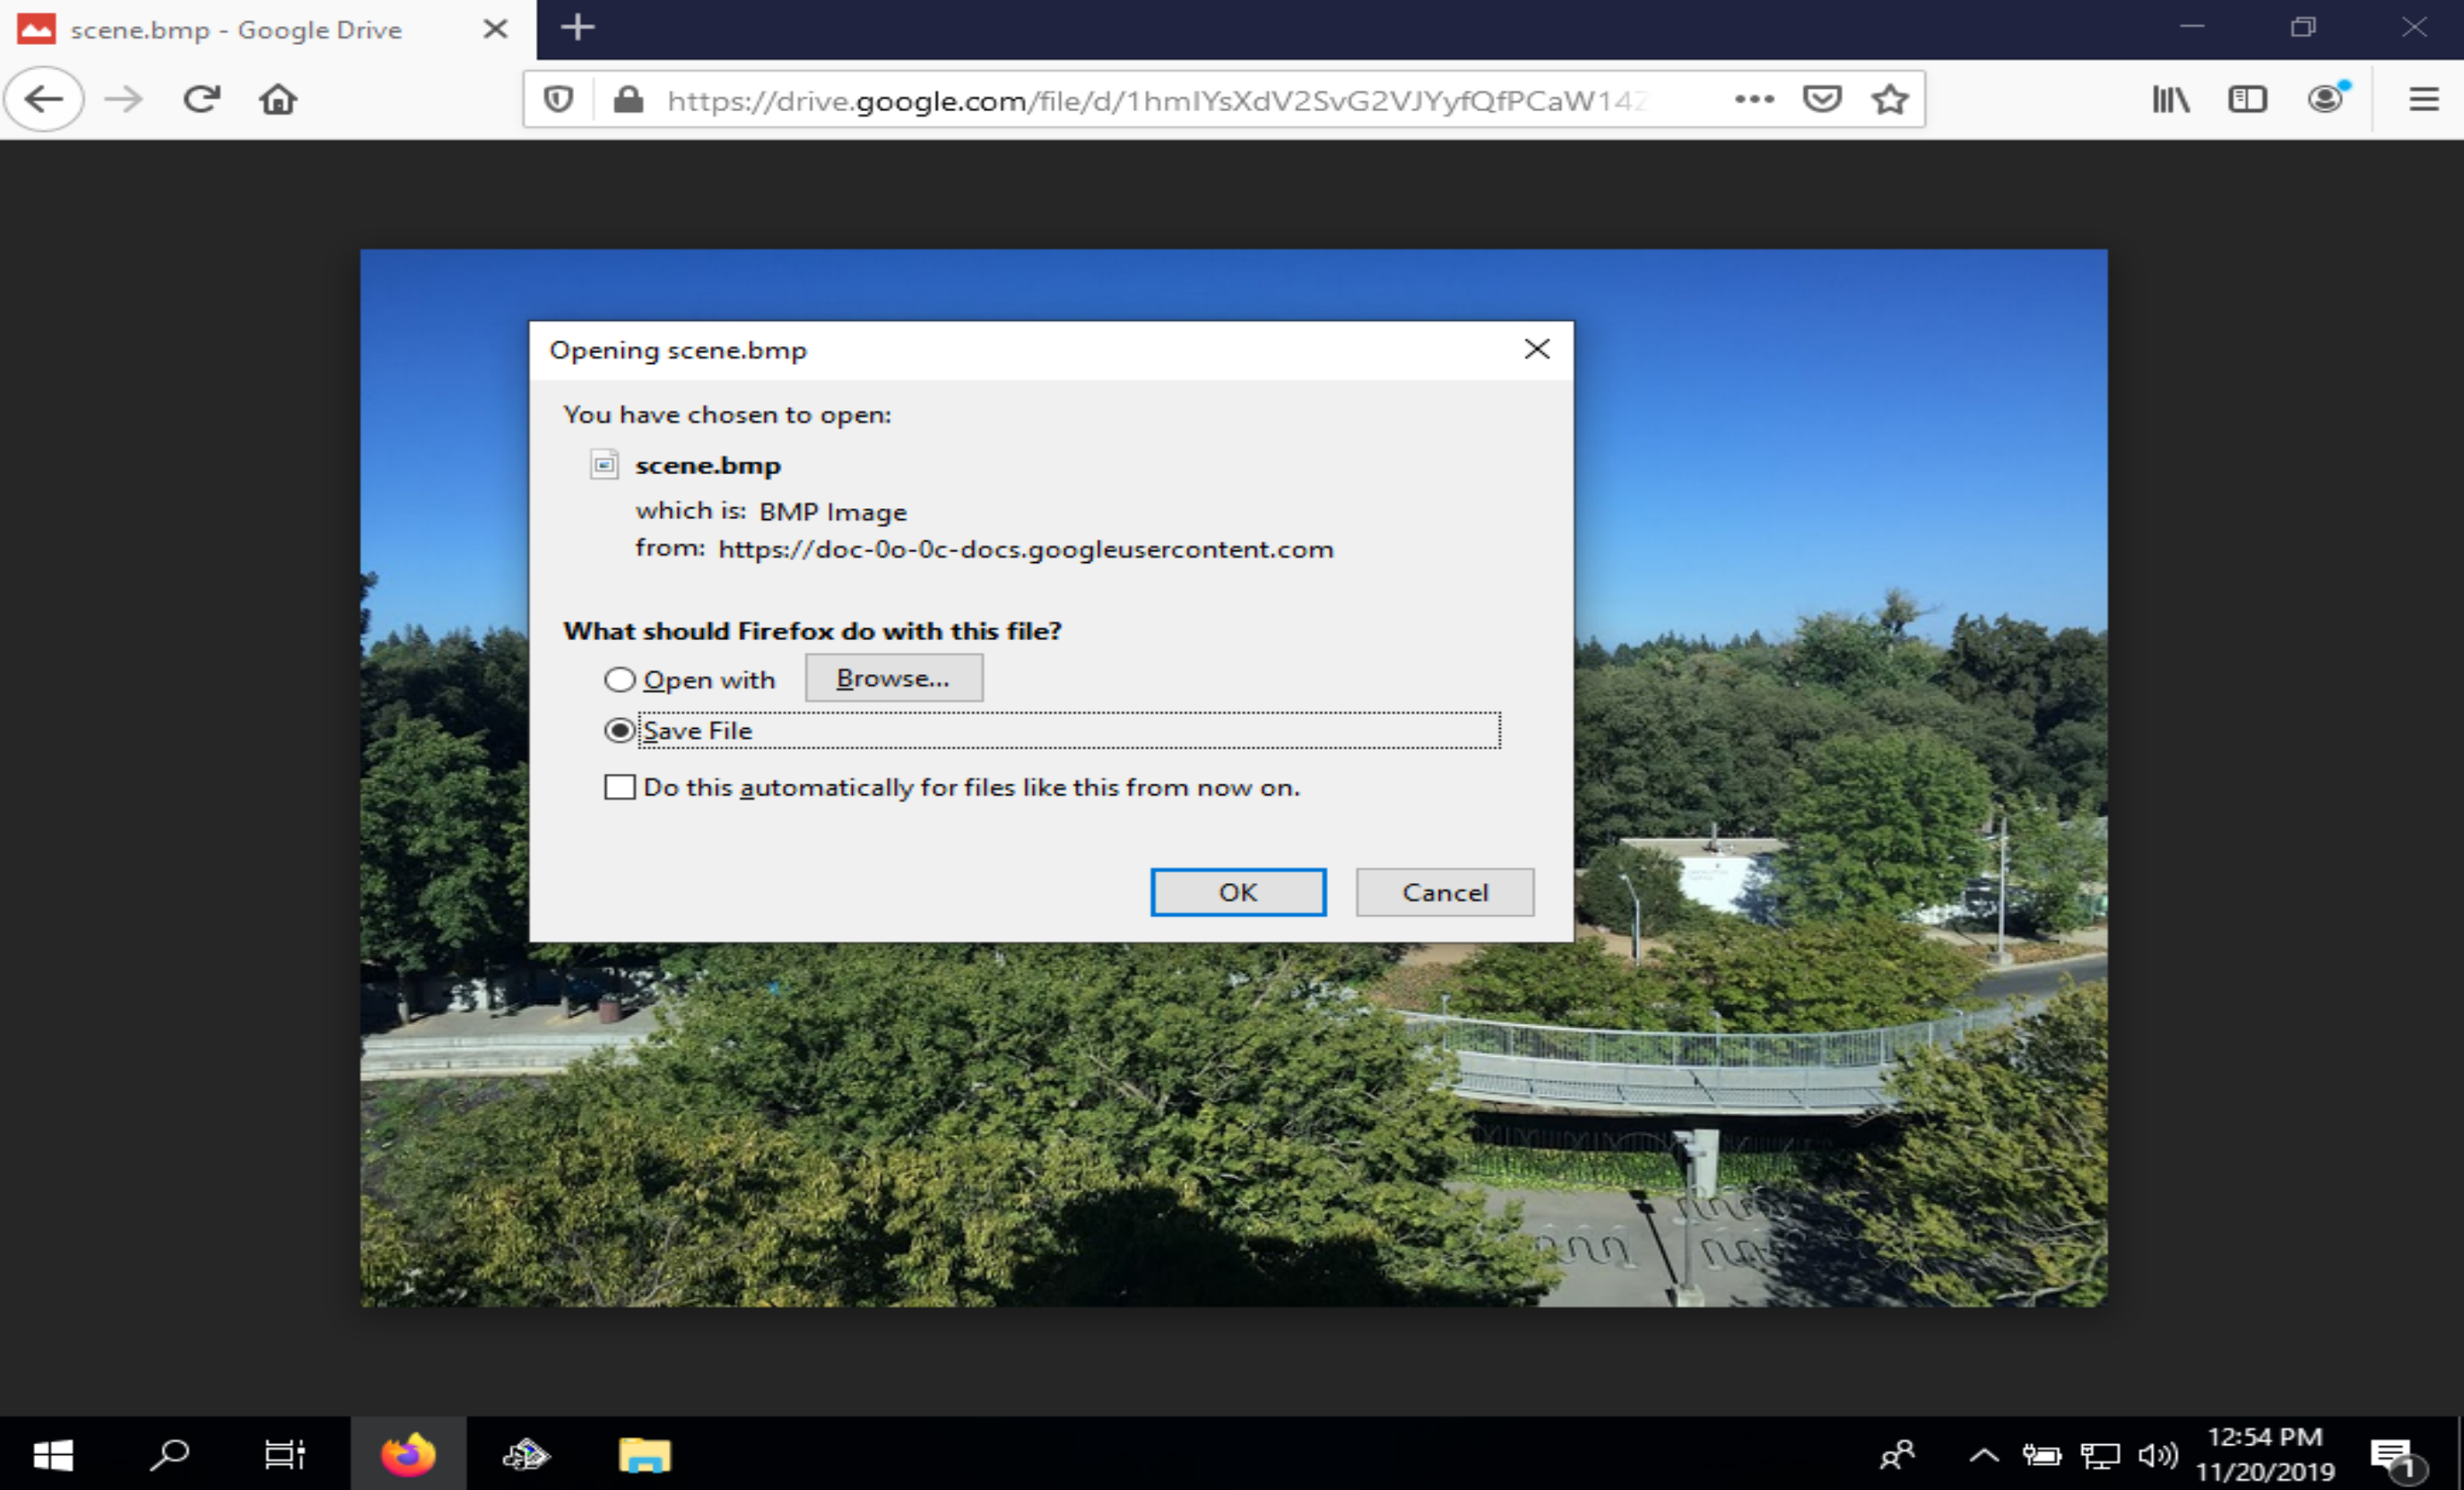 scene.bmp - Google Drive
https://drive.google.com/file/d/1hmIYsXdV2SvG2VJYyfQfPCaW14Z
Opening scene.bmp
You have chosen to open:
scene.bmp
which is: BMP Image
from: https://doc-0o-0c-docs.googleusercontent.com
What should Firefox do with this file?
Open with Browse...
Save File
Do this automatically for files like this from now on.
OK Cancel
12:54 PM
11/20/2019
1